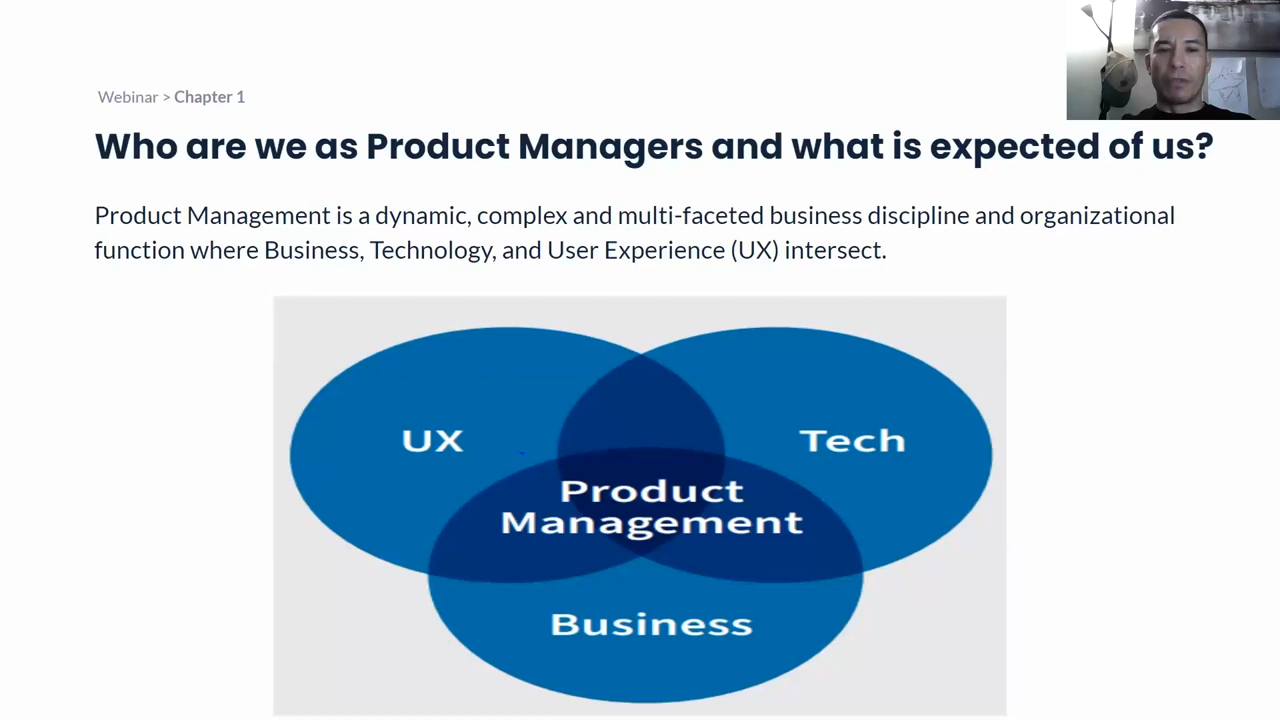 Webinar > Chapter 1
Who are we as Product Managers and what is expected of us?
Product Management is a dynamic, complex and multi-faceted business discipline and organizational
function where Business, Technology, and User Experience (UX) intersect.
UX
Tech
Product
Management
Business